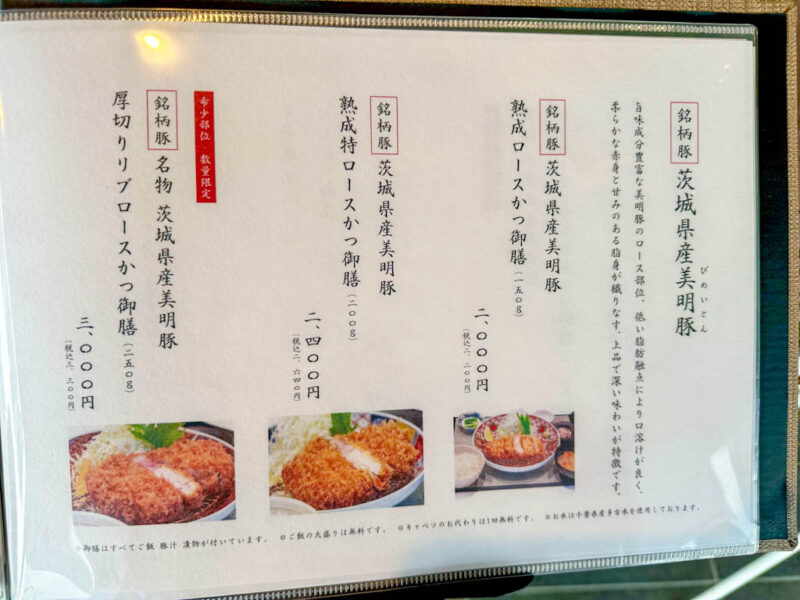 銘柄豚 茨城県産美明豚
びめいとん
旨味成分豊富な美明豚のロース部位、低い脂肪融点により口溶けが良く、
柔らかな赤身と甘みのある脂身が織りなす、上品で深い味わいが特徴です。
銘柄豚 茨城県産美明豚
熟成ロースかつ御膳(一五〇g)
二、〇〇〇円
(税込二、二〇〇円)
銘柄豚 茨城県産美明豚
熟成特ロースかつ御膳(二〇〇g)
二、四〇〇円
(税込二、六四〇円)
希少部位・数量限定
銘柄豚 名物 茨城県産美明豚
厚切りリブロースかつ御膳(二五〇g)
三、〇〇〇円
(税込三、三〇〇円)
※御膳はすべてご飯・豚汁・漬物が付いています。 ※ご飯の大盛りは無料です。 ※キャベツのお代わりは1回無料です。 ※お米は千葉県産多古米を使用しております。